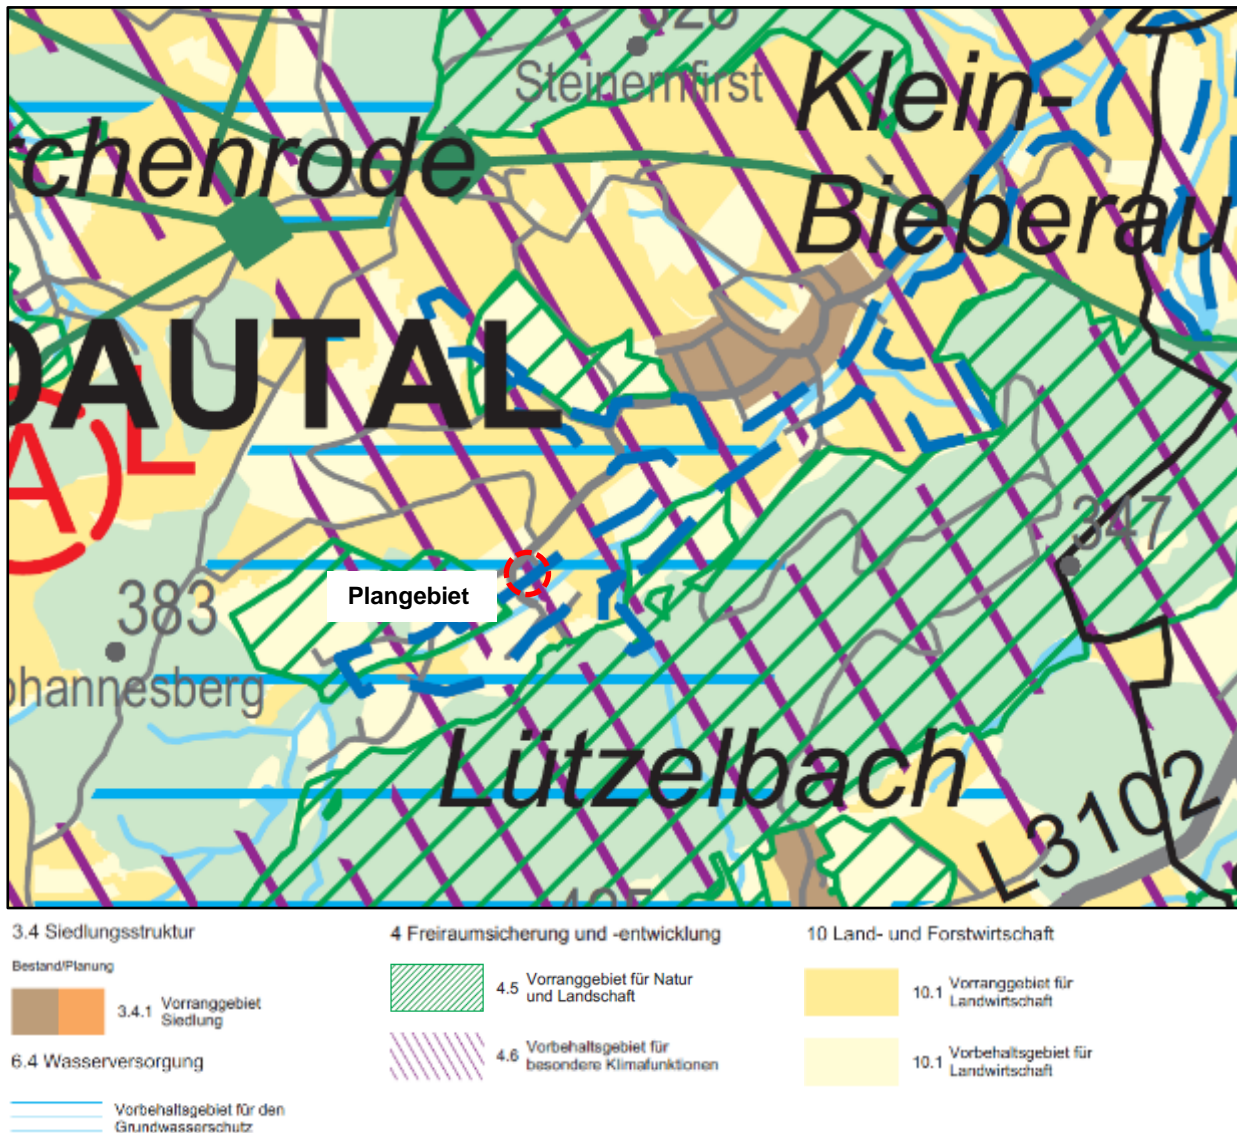 328
Steinernfirst
Klein-
Bieberau
rchenrode
DAUTAL
A
L
347
Plangebiet
383
ohannesberg
Lützelbach
L3102
3.4 Siedlungsstruktur
Bestand/Planung
3.4.1 Vorranggebiet
Siedlung
6.4 Wasserversorgung
Vorbehaltsgebiet für den
Grundwasserschutz
4 Freiraumsicherung und -entwicklung
4.5 Vorranggebiet für Natur
und Landschaft
4.6 Vorbehaltsgebiet für
besondere Klimafunktionen
10 Land- und Forstwirtschaft
10.1 Vorranggebiet für
Landwirtschaft
10.1 Vorbehaltsgebiet für
Landwirtschaft